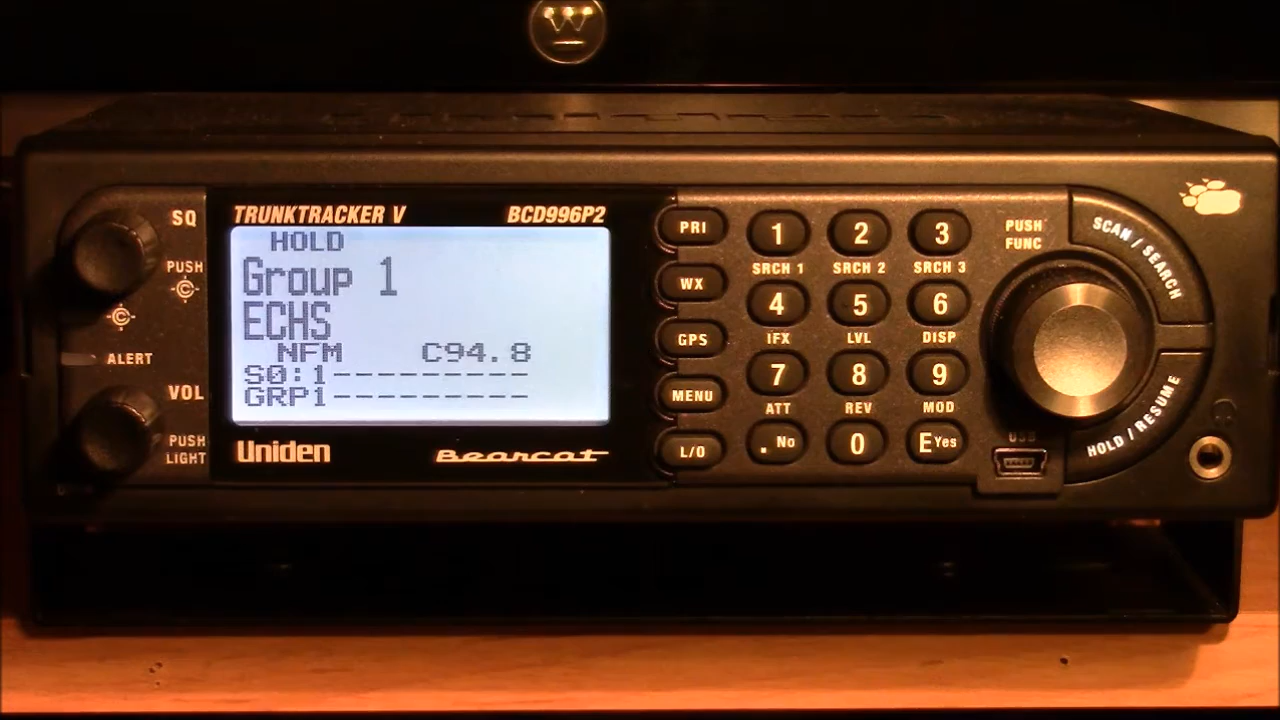 W
SQ
PUSH
ALERT
VOL
PUSH
LIGHT
TRUNKTRACKER V BCD996P2
HOLD
Group 1
ECHS
NFM C94.8
S0:1---------
GRP1---------
Uniden Bearcat
PRI
WX
GPS
MENU
L/O
1 2 3
SRCH 1 SRCH 2 SRCH 3
4 5 6
IFX LVL DISP
7 8 9
ATT REV MOD
. No 0 E Yes
PUSH
FUNC
SCAN / SEARCH
HOLD / RESUME
USB